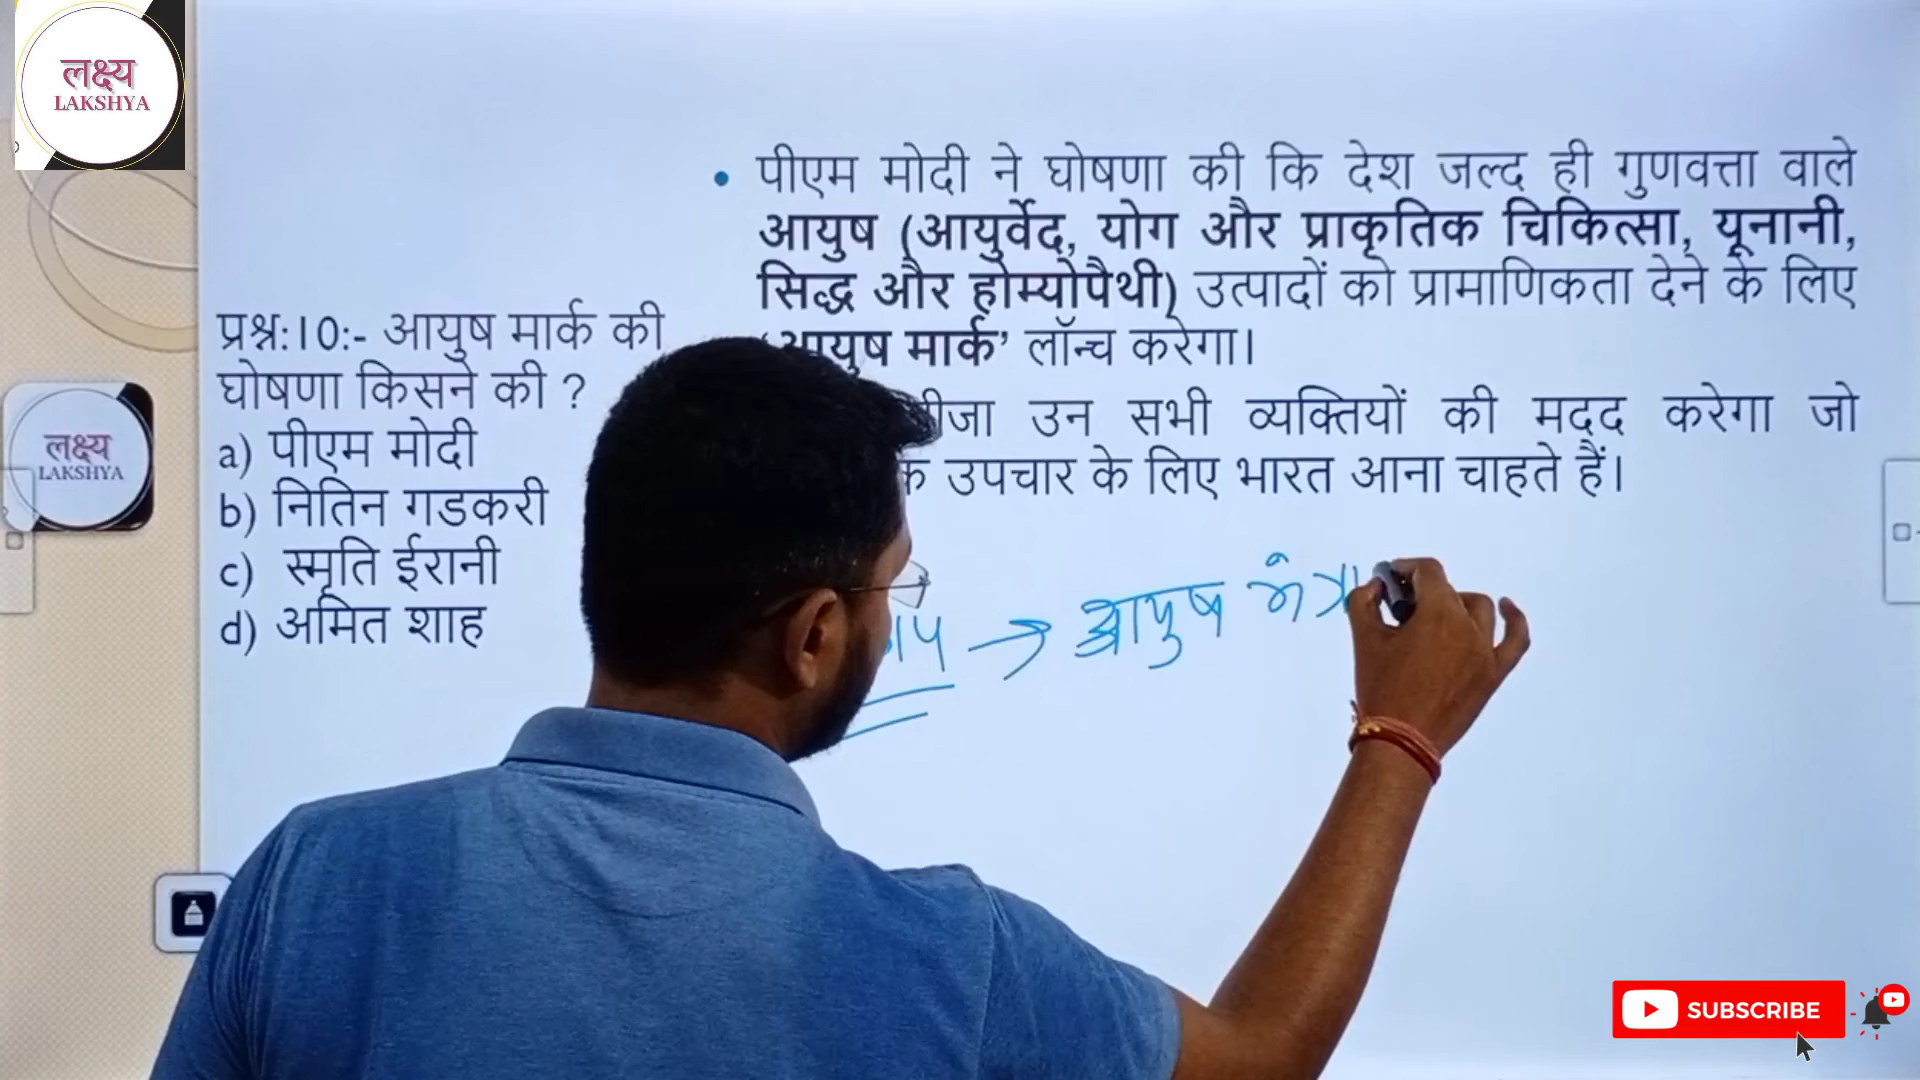 लक्ष्य
LAKSHYA
• पीएम मोदी ने घोषणा की कि देश जल्द ही गुणवत्ता वाले
आयुष (आयुर्वेद, योग और प्राकृतिक चिकित्सा, यूनानी,
सिद्ध और होम्योपैथी) उत्पादों को प्रामाणिकता देने के लिए
आयुष मार्क’ लॉन्च करेगा।
उन सभी व्यक्तियों की मदद करेगा जो
उपचार के लिए भारत आना चाहते हैं।
प्रश्न:10:- आयुष मार्क की
घोषणा किसने की ?
a) पीएम मोदी
b) नितिन गडकरी
c) स्मृति ईरानी
d) अमित शाह
लक्ष्य
LAKSHYA
→ आयुष
SUBSCRIBE